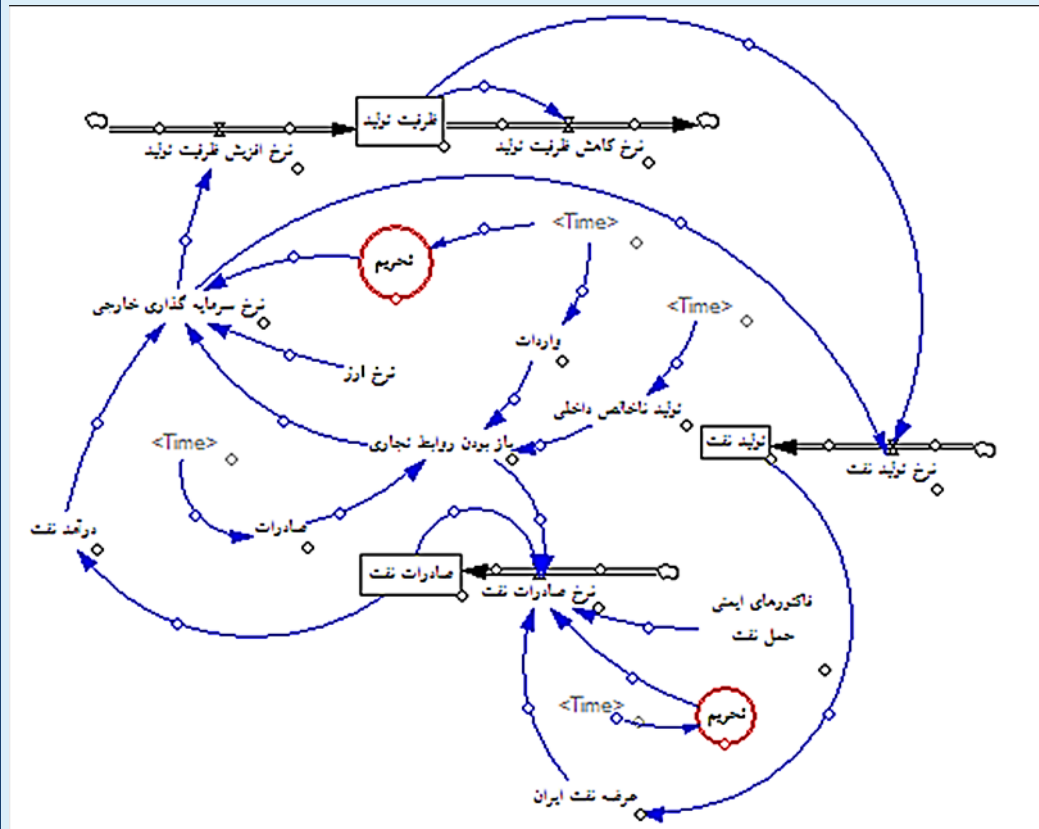 ظرفیت تولید
نرخ افزیش ظرفیت تولید
نرخ کاهش ظرفیت تولید
<Time>
تحریم
نرخ سرمایه گذاری خارجی
<Time>
واردات
نرخ ارز
تولید ناخالص داخلی
باز بودن روابط تجاری
<Time>
تولید نفت
نرخ تولید نفت
صادرات
درآمد نفت
صادرات نفت
نرخ صادرات نفت
فاکتورهای ایمنی
حمل نفت
<Time>
تحریم
عرضه نفت ایران